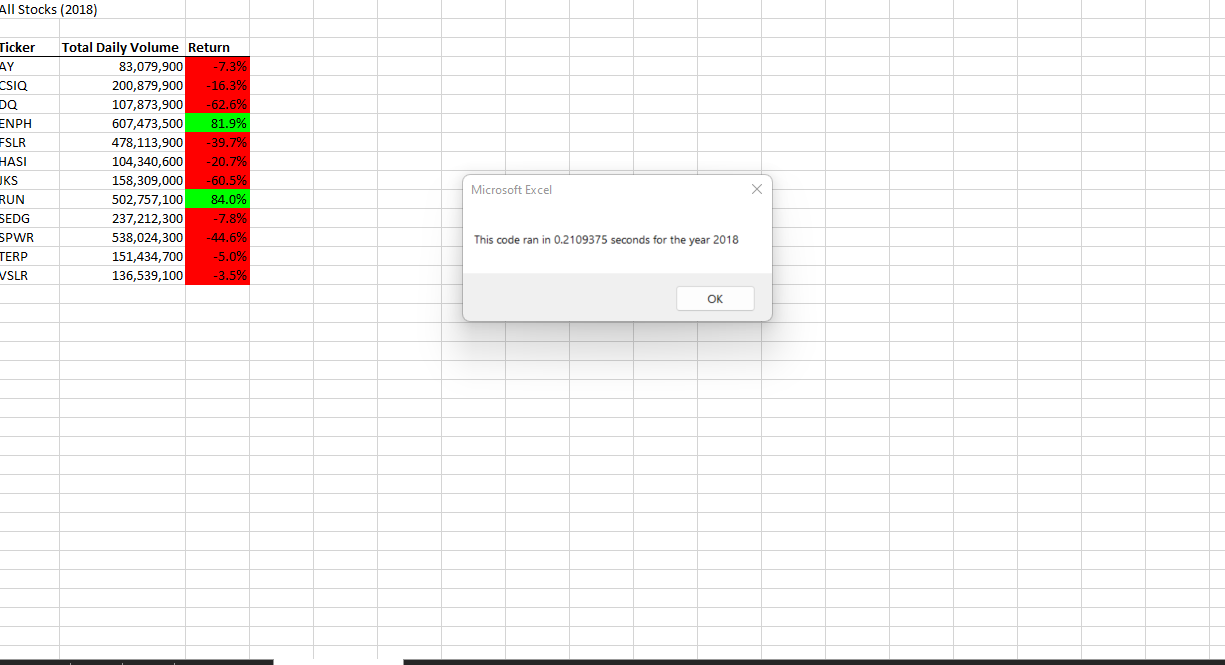 All Stocks (2018)
Ticker Total Daily Volume Return
AY 83,079,900 -7.3%
CSIQ 200,879,900 -16.3%
DQ 107,873,900 -62.6%
ENPH 607,473,500 81.9%
FSLR 478,113,900 -39.7%
HASI 104,340,600 -20.7%
JKS 158,309,000 -60.5%
RUN 502,757,100 84.0%
SEDG 237,212,300 -7.8%
SPWR 538,024,300 -44.6%
TERP 151,434,700 -5.0%
VSLR 136,539,100 -3.5%
Microsoft Excel
This code ran in 0.2109375 seconds for the year 2018
OK